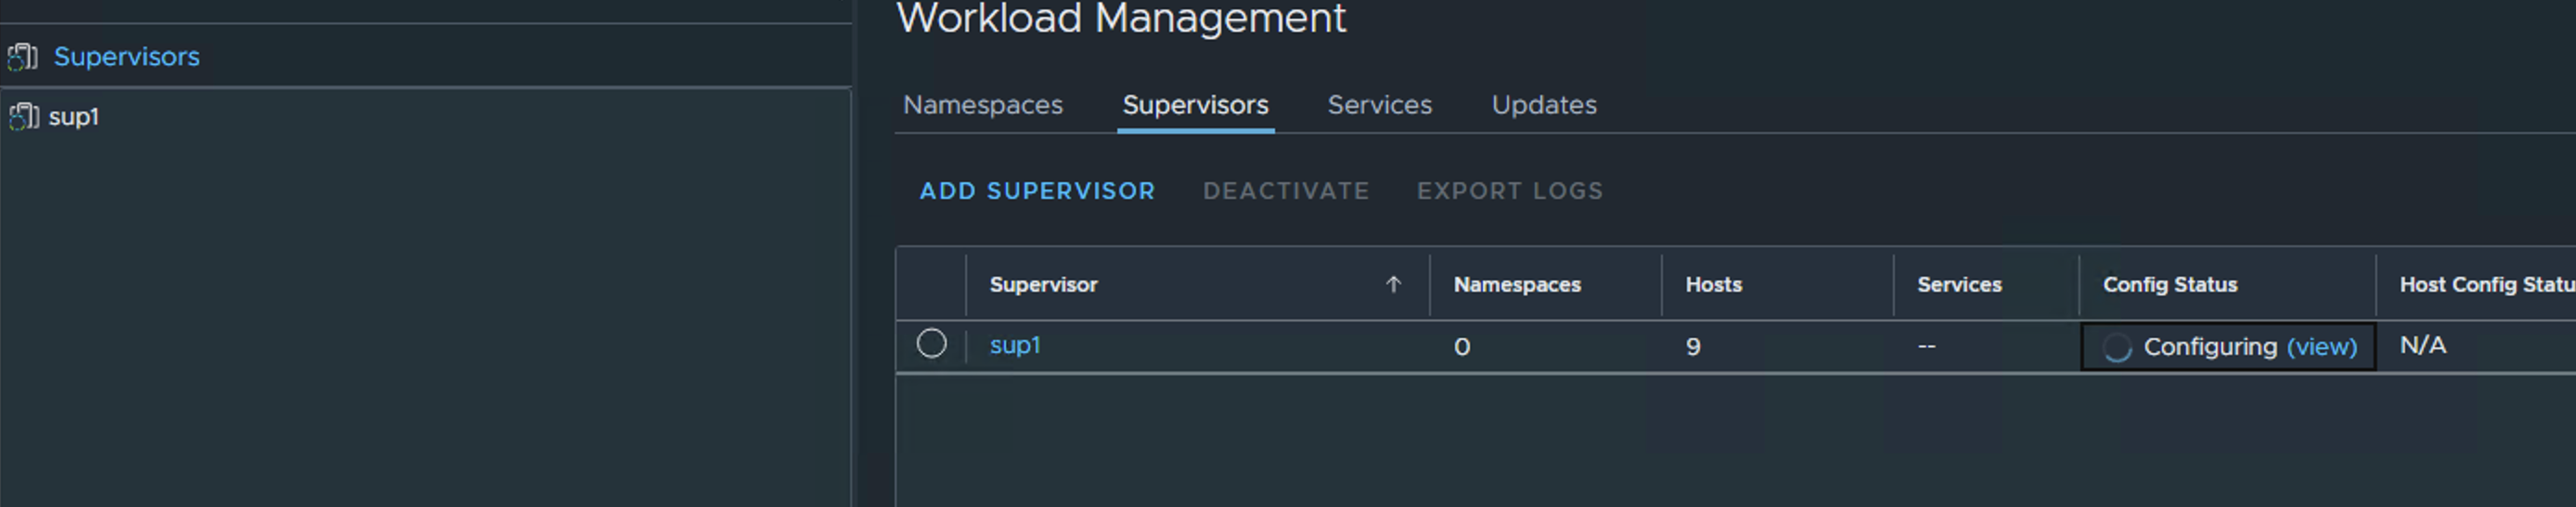 Workload Management
Supervisors
sup1
Namespaces Supervisors Services Updates
ADD SUPERVISOR DEACTIVATE EXPORT LOGS
Supervisor Namespaces Hosts Services Config Status Host Config Statu
sup1 0 9 -- Configuring (view) N/A